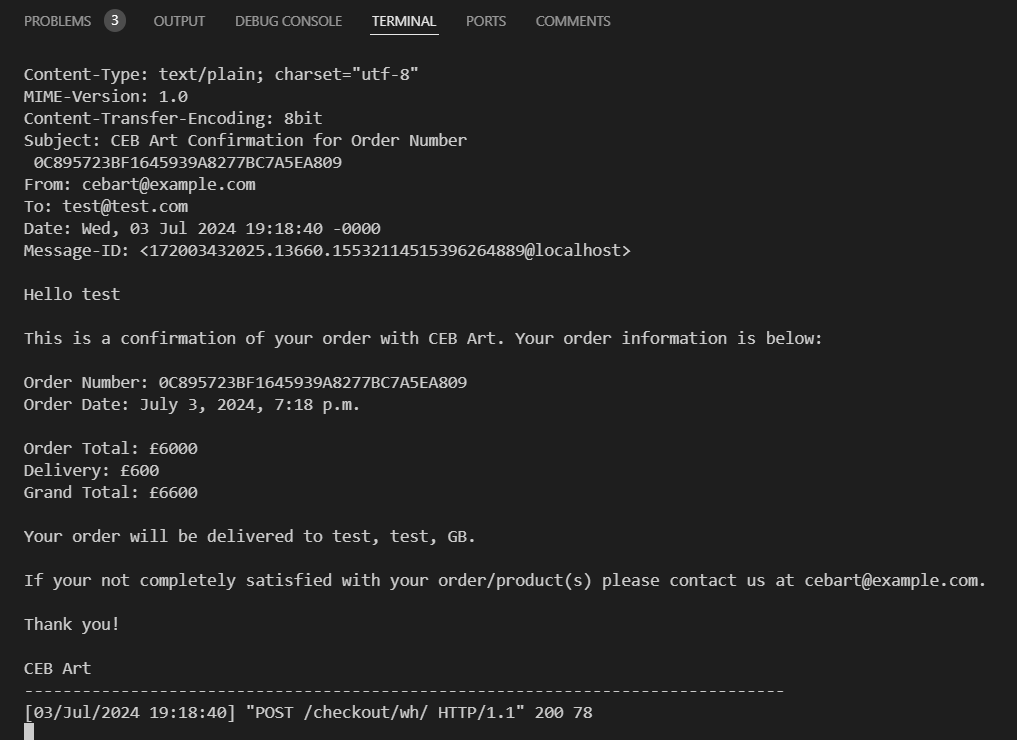 PROBLEMS 3 OUTPUT DEBUG CONSOLE TERMINAL PORTS COMMENTS
Content-Type: text/plain; charset="utf-8"
MIME-Version: 1.0
Content-Transfer-Encoding: 8bit
Subject: CEB Art Confirmation for Order Number
 0C895723BF1645939A8277BC7A5EA809
From: cebart@example.com
To: test@test.com
Date: Wed, 03 Jul 2024 19:18:40 -0000
Message-ID: <172003432025.13660.15532114515396264889@localhost>
Hello test
This is a confirmation of your order with CEB Art. Your order information is below:
Order Number: 0C895723BF1645939A8277BC7A5EA809
Order Date: July 3, 2024, 7:18 p.m.
Order Total: £6000
Delivery: £600
Grand Total: £6600
Your order will be delivered to test, test, GB.
If your not completely satisfied with your order/product(s) please contact us at cebart@example.com.
Thank you!
CEB Art
-------------------------------------------------------------------------------
[03/Jul/2024 19:18:40] "POST /checkout/wh/ HTTP/1.1" 200 78